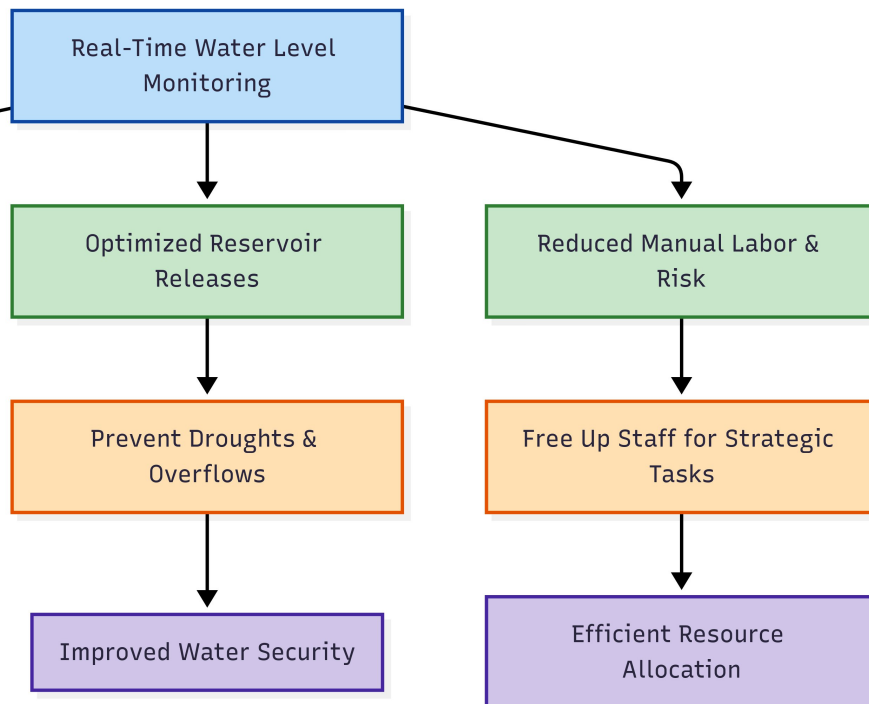 Real-Time Water Level
Monitoring
Optimized Reservoir
Releases
Reduced Manual Labor &
Risk
Prevent Droughts &
Overflows
Free Up Staff for Strategic
Tasks
Improved Water Security
Efficient Resource
Allocation